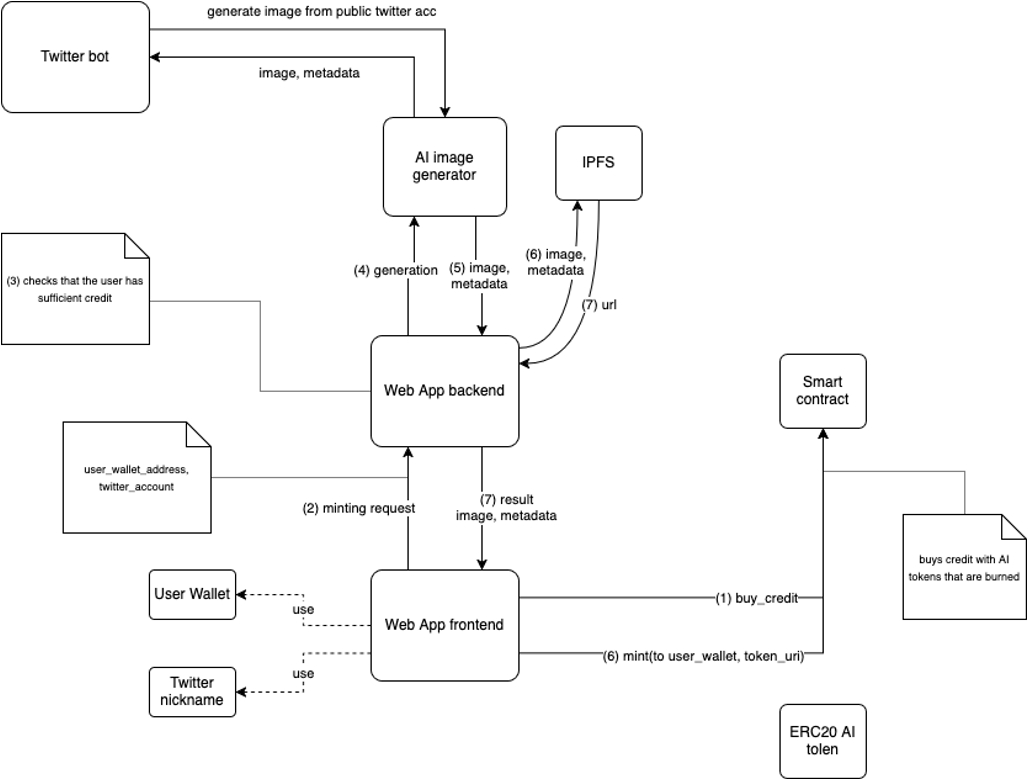 generate image from public twitter acc
Twitter bot
image, metadata
AI image
generator
IPFS
(6) image,
metadata
(4) generation
(5) image,
metadata
(3) checks that the user has
sufficient credit
(7) url
Web App backend
Smart
contract
user_wallet_address,
twitter_account
(2) minting request
(7) result
image, metadata
buys credit with AI
tokens that are burned
User Wallet
use
(1) buy_credit
Web App frontend
(6) mint(to user_wallet, token_uri)
use
Twitter
nickname
ERC20 AI
tolen